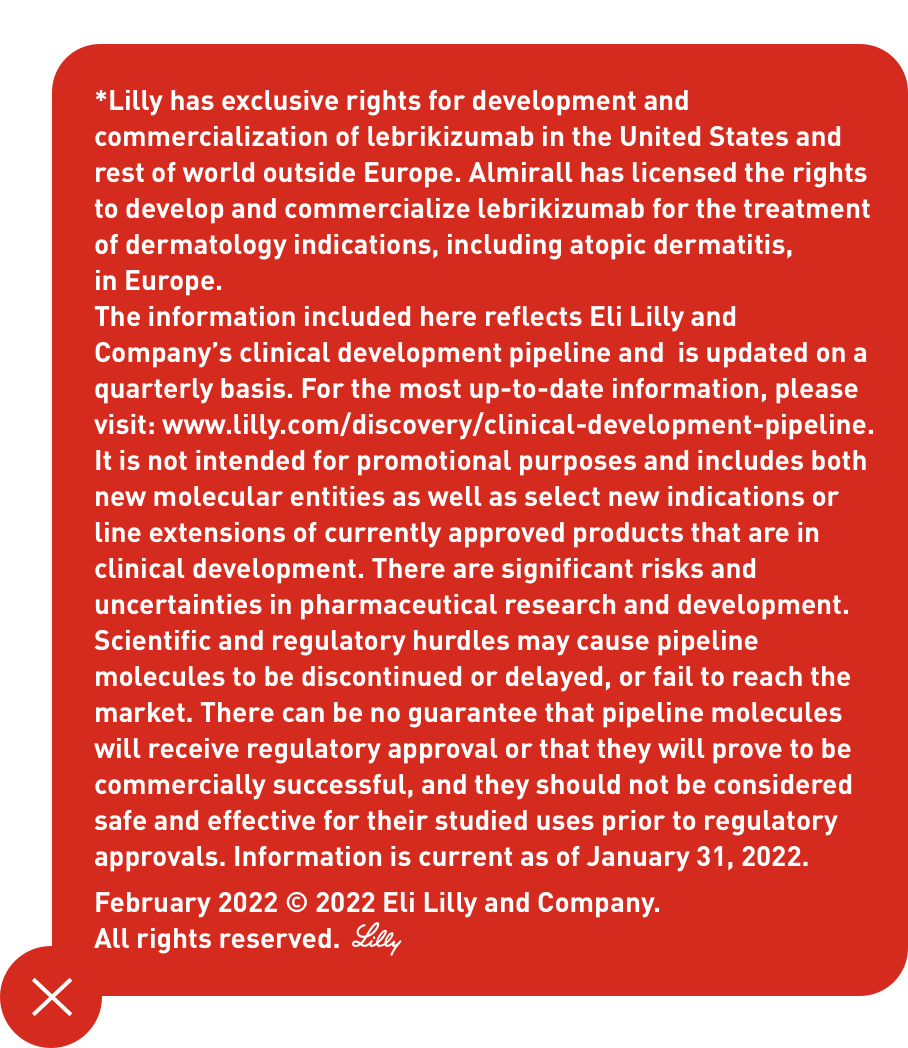 *Lilly has exclusive rights for development and
commercialization of lebrikizumab in the United States and
rest of world outside Europe. Almirall has licensed the rights
to develop and commercialize lebrikizumab for the treatment
of dermatology indications, including atopic dermatitis,
in Europe.
The information included here reflects Eli Lilly and
Company’s clinical development pipeline and  is updated on a
quarterly basis. For the most up-to-date information, please
visit: www.lilly.com/discovery/clinical-development-pipeline.
It is not intended for promotional purposes and includes both
new molecular entities as well as select new indications or
line extensions of currently approved products that are in
clinical development. There are significant risks and
uncertainties in pharmaceutical research and development.
Scientific and regulatory hurdles may cause pipeline
molecules to be discontinued or delayed, or fail to reach the
market. There can be no guarantee that pipeline molecules
will receive regulatory approval or that they will prove to be
commercially successful, and they should not be considered
safe and effective for their studied uses prior to regulatory
approvals. Information is current as of January 31, 2022.
February 2022 © 2022 Eli Lilly and Company.
All rights reserved. Lilly